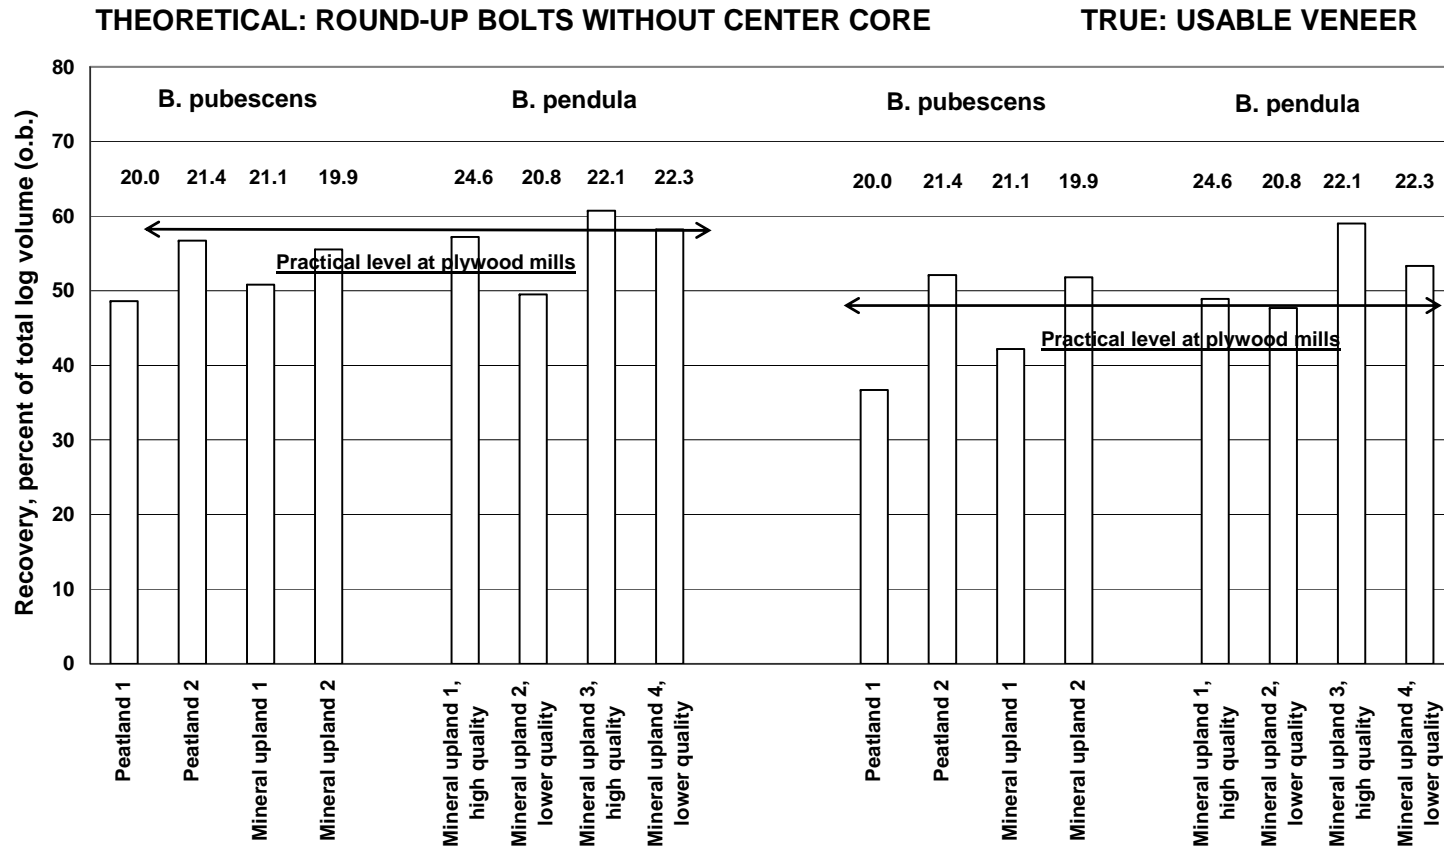 THEORETICAL: ROUND-UP BOLTS WITHOUT CENTER CORE
TRUE: USABLE VENEER
Recovery, percent of total log volume (o.b.)
80
70
60
50
40
30
20
10
0
B. pubescens
B. pendula
B. pubescens
B. pendula
20.0 21.4 21.1 19.9 24.6 20.8 22.1 22.3
20.0 21.4 21.1 19.9 24.6 20.8 22.1 22.3
Practical level at plywood mills
Practical level at plywood mills
Peatland 1
Peatland 2
Mineral upland 1
Mineral upland 2
Mineral upland 1,
high quality
Mineral upland 2,
lower quality
Mineral upland 3,
high quality
Mineral upland 4,
lower quality
Peatland 1
Peatland 2
Mineral upland 1
Mineral upland 2
Mineral upland 1,
high quality
Mineral upland 2,
lower quality
Mineral upland 3,
high quality
Mineral upland 4,
lower quality